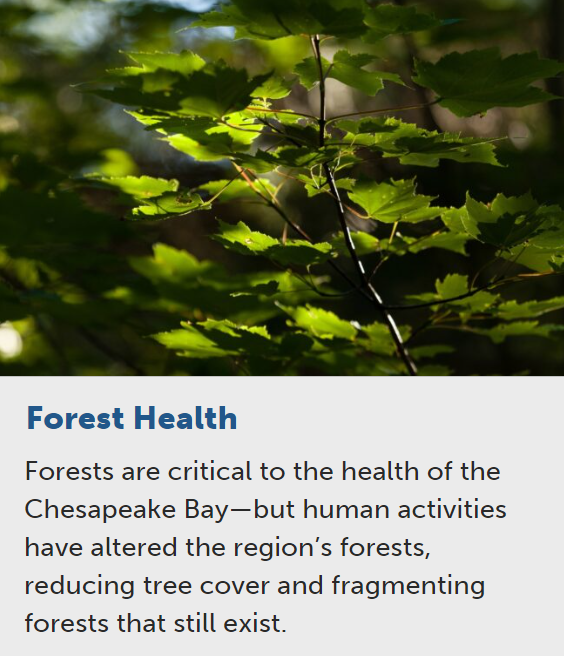 Forest Health
Forests are critical to the health of the
Chesapeake Bay—but human activities
have altered the region’s forests,
reducing tree cover and fragmenting
forests that still exist.